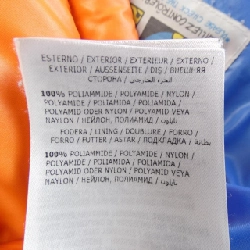 ESTERNO / EXTERIOR / EXTERIEUR / EXTERNO /
EXTERIOR / AUSSENSEITE / DIŞ / ВНЕШНЯЯ
СТОРОНА / الجزء الخارجي
100% POLIAMMIDE / POLYAMIDE / NYLON /
POLYAMIDE / POLIAMIDA / POLIAMIDA /
POLYAMID ODER NYLON / POLYAMID VEYA
NAYLON / НЕЙЛОН, ПОЛИАМИД / نايلون
FODERA / LINING / DOUBLURE / FORRO /
FORRO / FUTTER / ASTAR / ПОДКЛАДКА / بطانة
100% POLIAMMIDE / POLYAMIDE / NYLON /
POLYAMIDE / POLIAMIDA / POLIAMIDA /
POLYAMID ODER NYLON / POLYAMID VEYA
NAYLON / НЕЙЛОН, ПОЛИАМИД / نايلون